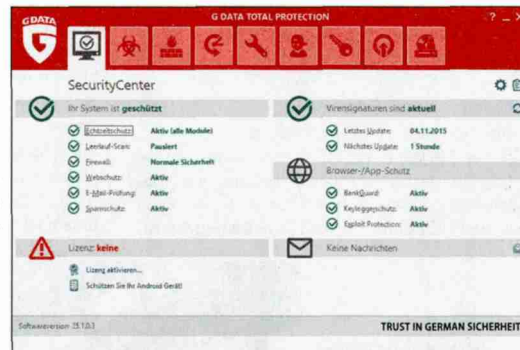 G DATA
G DATA TOTAL PROTECTION
SecurityCenter
Ihr System ist geschützt
Echtzeitschutz: Aktiv (alle Module)
Leerlauf-Scan: Pausiert
Firewall: Normale Sicherheit
Webschutz: Aktiv
E-Mail-Prüfung: Aktiv
Spamschutz: Aktiv
Lizenz: keine
Lizenz aktivieren...
Schützen Sie Ihr Android Gerät!
Virensignaturen sind aktuell
Letztes Update: 04.11.2015
Nächstes Update: 1 Stunde
Browser-/App-Schutz
BankGuard: Aktiv
Keyloggerschutz: Aktiv
Exploit Protection: Aktiv
Keine Nachrichten
Softwareversion
TRUST IN GERMAN SICHERHEIT